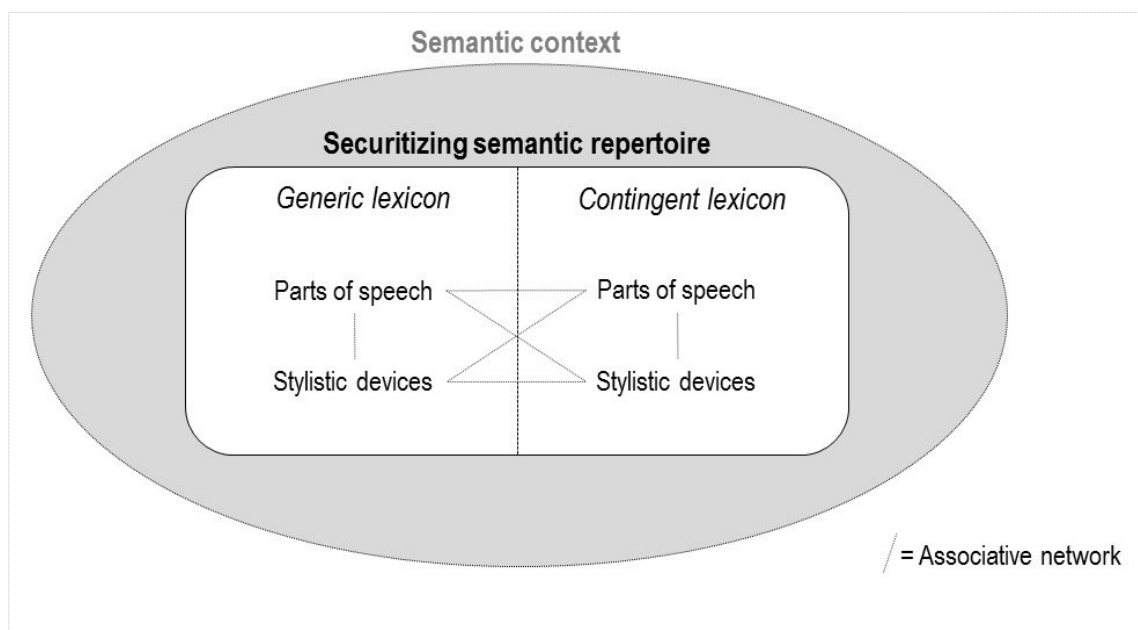 Semantic context
Securitizing semantic repertoire
Generic lexicon
Contingent lexicon
Parts of speech
Parts of speech
Stylistic devices
Stylistic devices
= Associative network